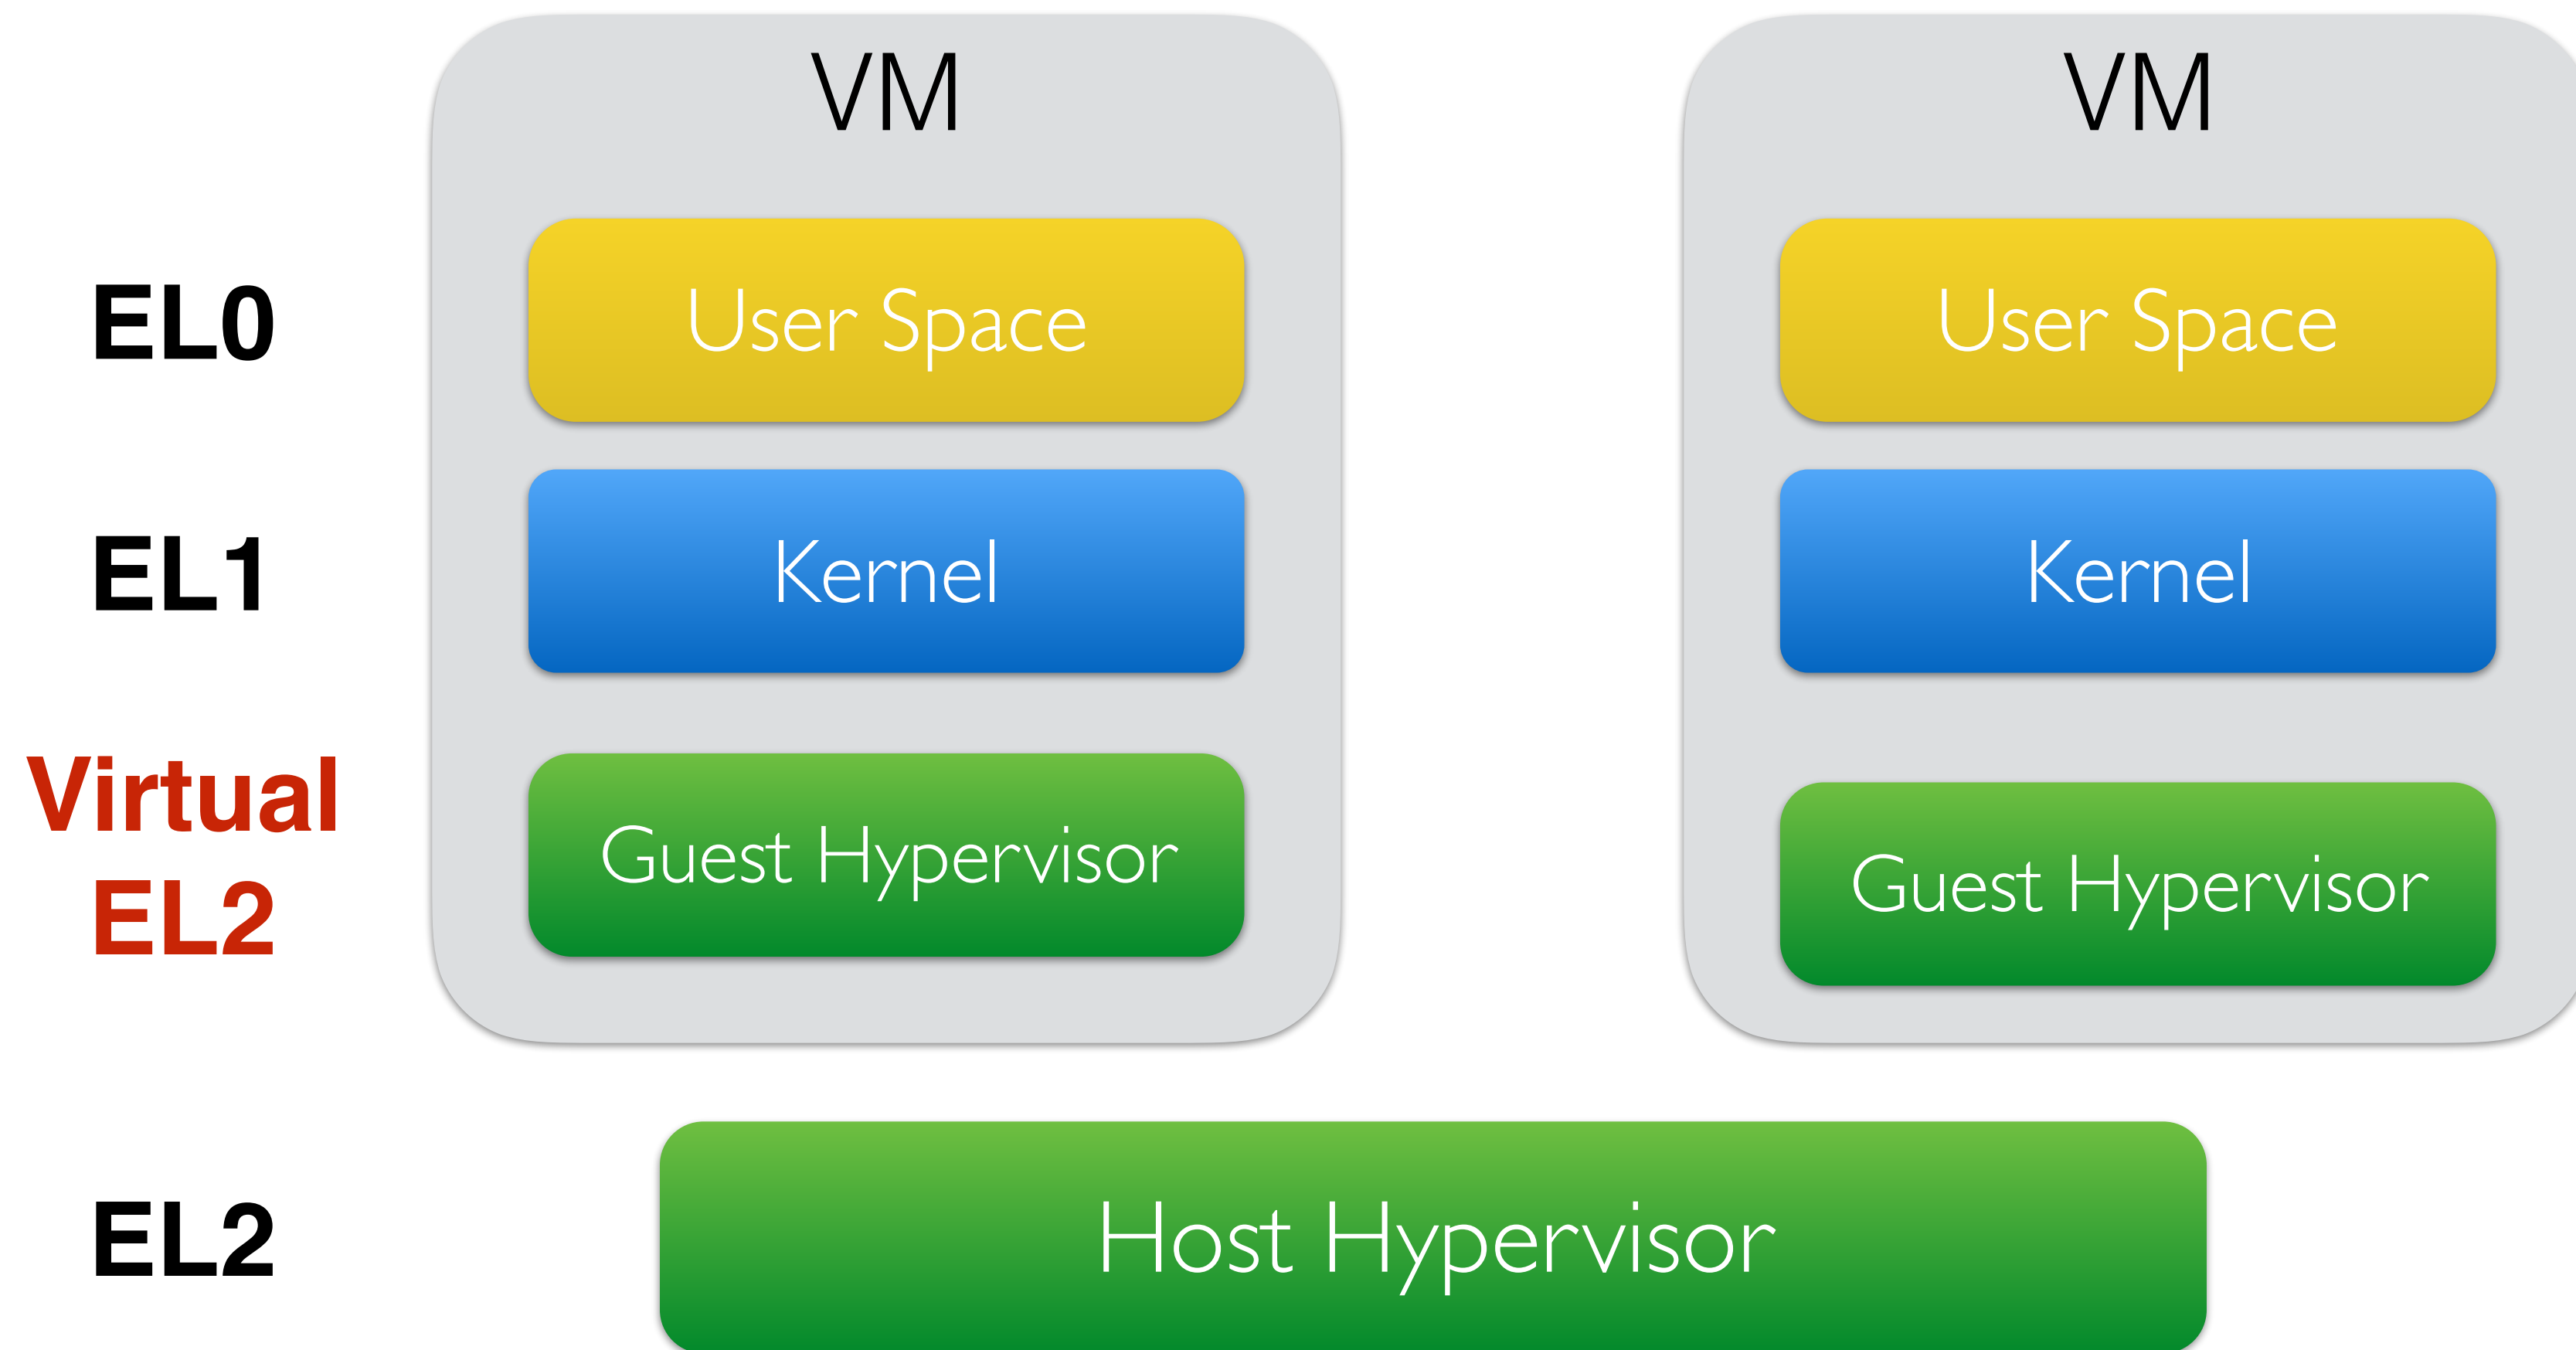 VM
VM
EL0
User Space
User Space
EL1
Kernel
Kernel
Virtual
EL2
Guest Hypervisor
Guest Hypervisor
EL2
Host Hypervisor